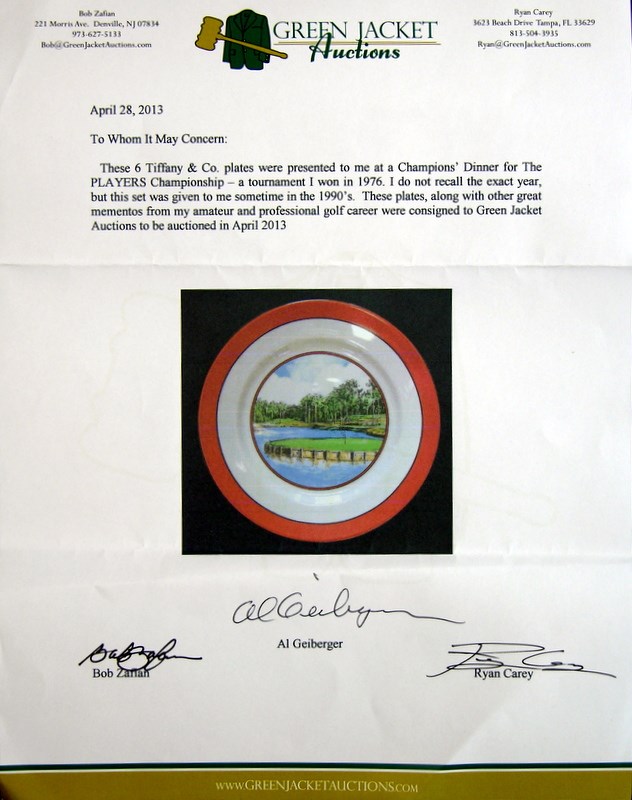 Bob Zafian
221 Morris Ave. Denville, NJ 07834
973-627-5133
Bob@GreenJacketAuctions.com
GREEN JACKET
Auctions
Ryan Carey
3623 Beach Drive Tampa, FL 33629
813-504-3935
Ryan@GreenJacketAuctions.com
April 28, 2013
To Whom It May Concern:
These 6 Tiffany & Co. plates were presented to me at a Champions' Dinner for The
PLAYERS Championship – a tournament I won in 1976. I do not recall the exact year,
but this set was given to me sometime in the 1990's. These plates, along with other great
mementos from my amateur and professional golf career were consigned to Green Jacket
Auctions to be auctioned in April 2013
Al Geiberger
Al Geiberger
Bob Zafian
Ryan Carey
WWW.GREENJACKETAUCTIONS.COM